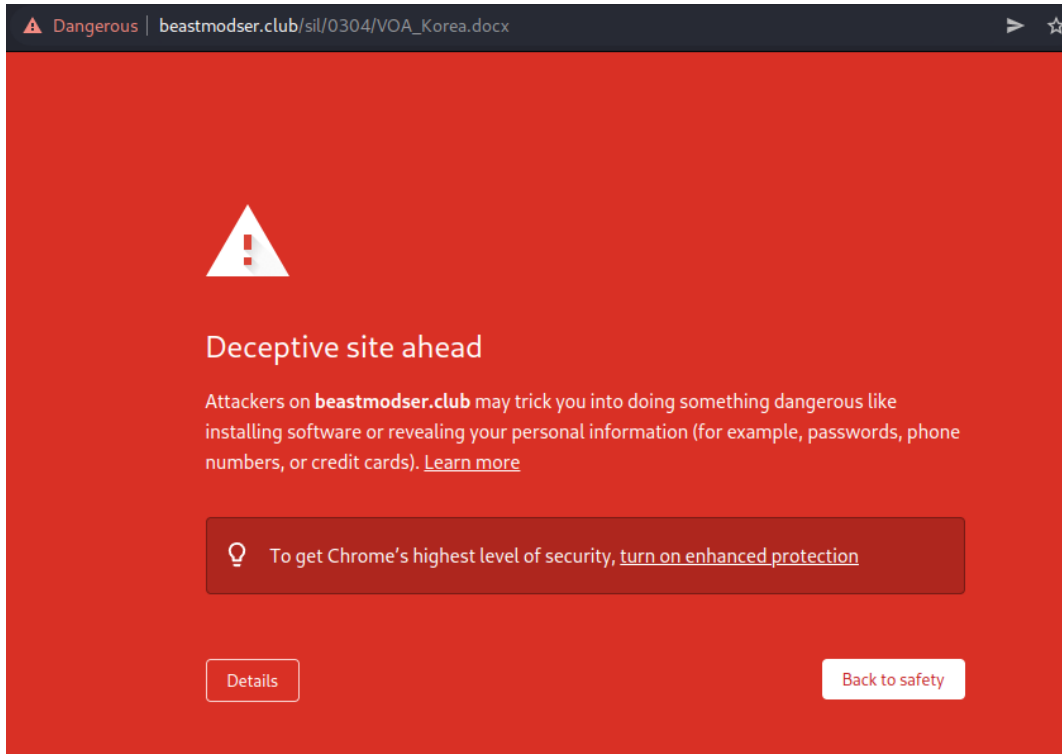 Dangerous beastmodser.club/sil/0304/VOA_Korea.docx
Deceptive site ahead
Attackers on beastmodser.club may trick you into doing something dangerous like
installing software or revealing your personal information (for example, passwords, phone
numbers, or credit cards). Learn more
To get Chrome's highest level of security, turn on enhanced protection
Details
Back to safety